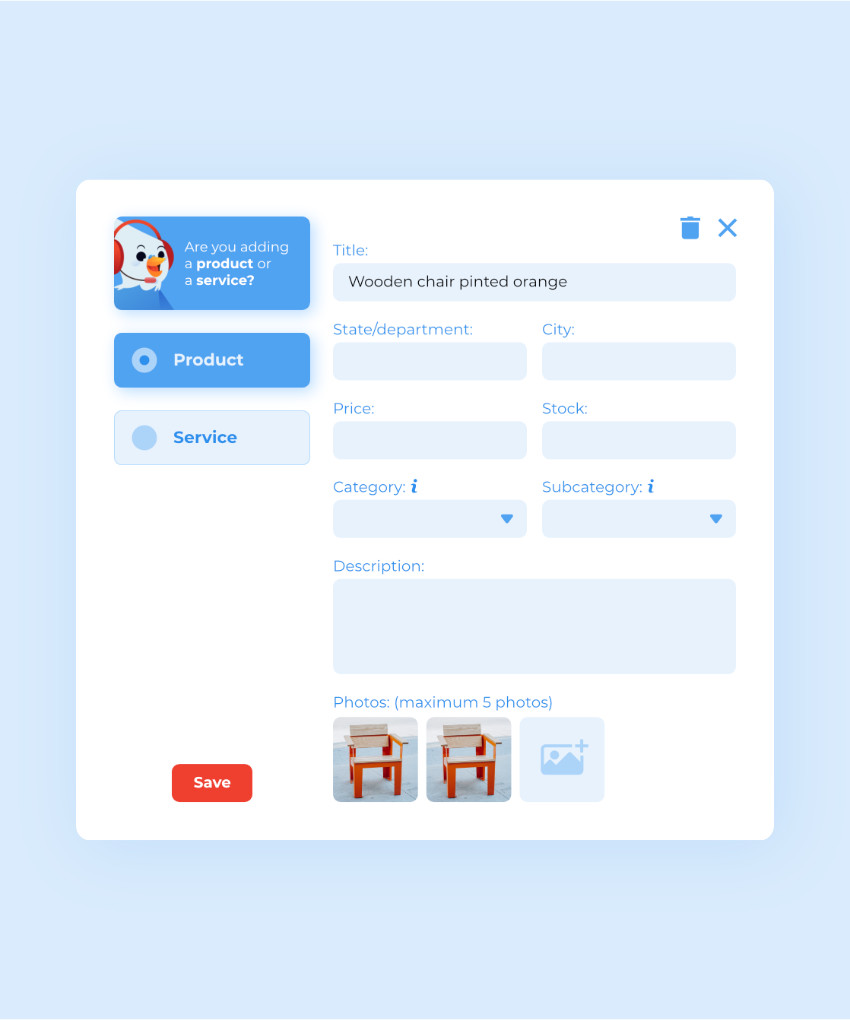 Are you adding
a product or
a service?
Product
Service
Save
Title:
Wooden chair pinted orange
State/department:
City:
Price:
Stock:
Category: i
Subcategory: i
Description:
Photos: (maximum 5 photos)